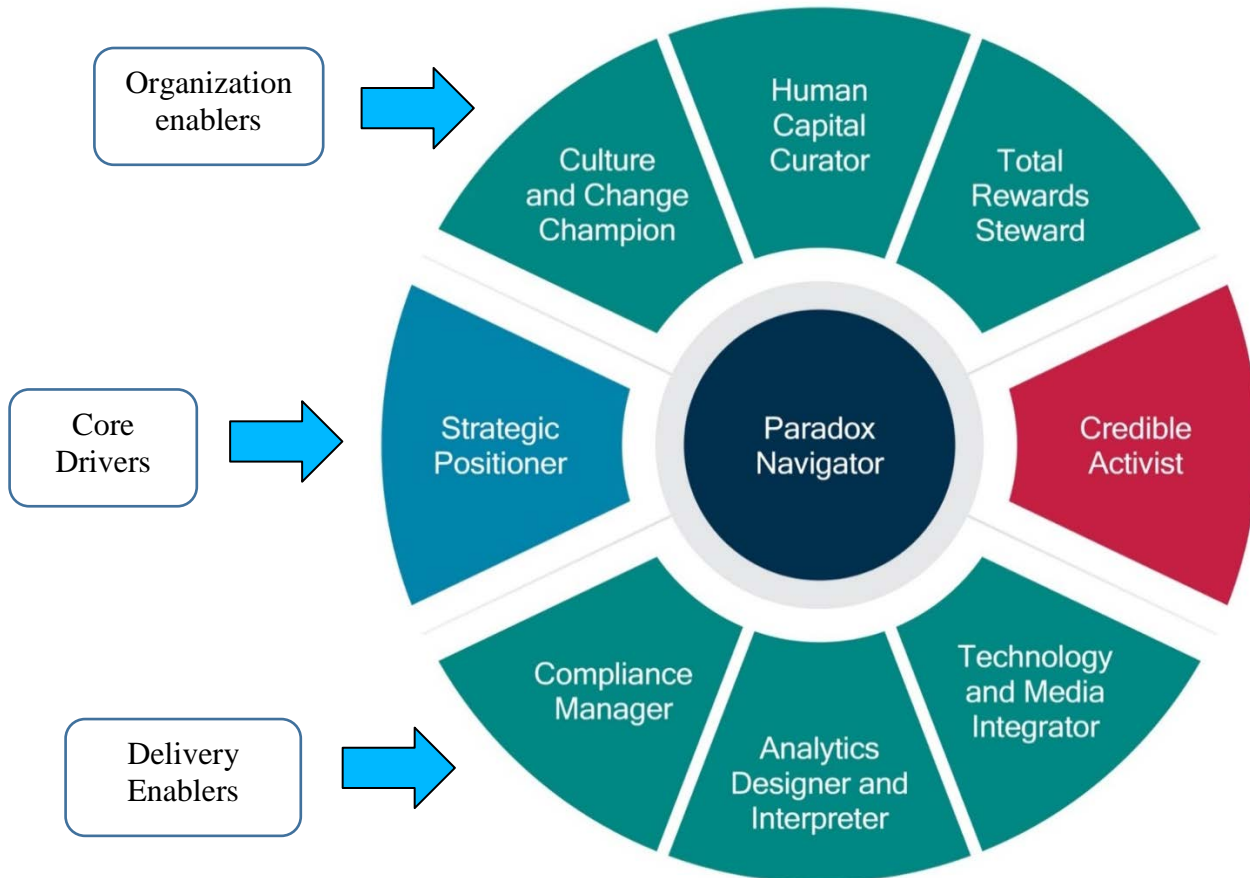 Organization
enablers
Culture
and Change
Champion
Human
Capital
Curator
Total
Rewards
Steward
Core
Drivers
Strategic
Positioner
Paradox
Navigator
Credible
Activist
Delivery
Enablers
Compliance
Manager
Analytics
Designer and
Interpreter
Technology
and Media
Integrator